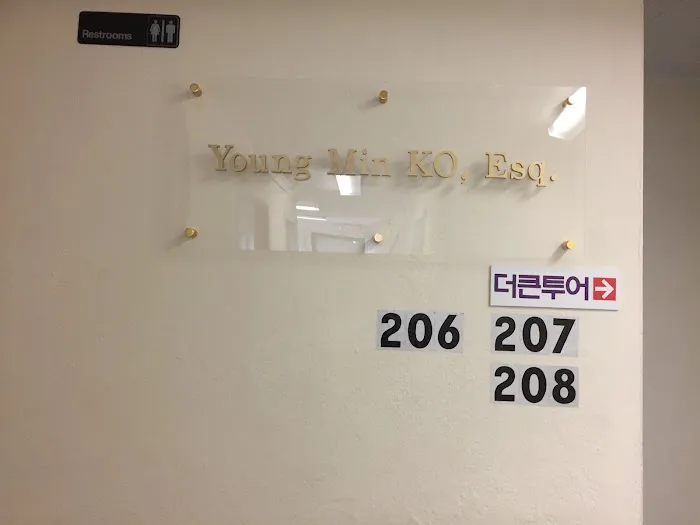 Restrooms
Young Min KO, Esq.
더큰투어
206 207
208